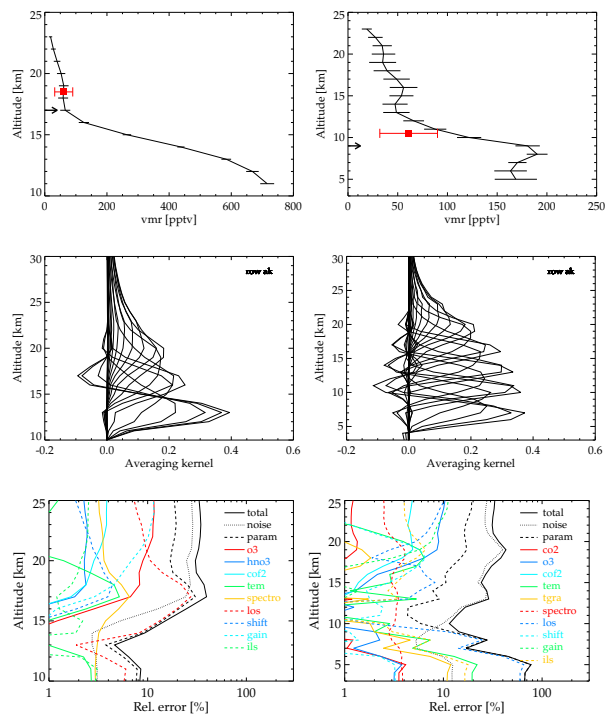 25
20
15
10
Altitude [km]
0
200
400
600
800
vmr [pptv]
25
20
15
10
5
Altitude [km]
0
50
100
150
200
250
vmr [pptv]
row ak
30
25
20
15
10
Altitude [km]
-0.2
0.0
0.2
0.4
0.6
Averaging kernel
row ak
30
25
20
15
10
5
Altitude [km]
-0.2
0.0
0.2
0.4
0.6
Averaging kernel
25
20
15
10
Altitude [km]
total
noise
param
o3
hno3
cof2
tem
spectro
los
shift
gain
ils
1
10
100
Rel. error [%]
25
20
15
10
5
Altitude [km]
total
noise
param
co2
o3
cof2
tem
tgra
spectro
los
shift
gain
ils
1
10
100
Rel. error [%]